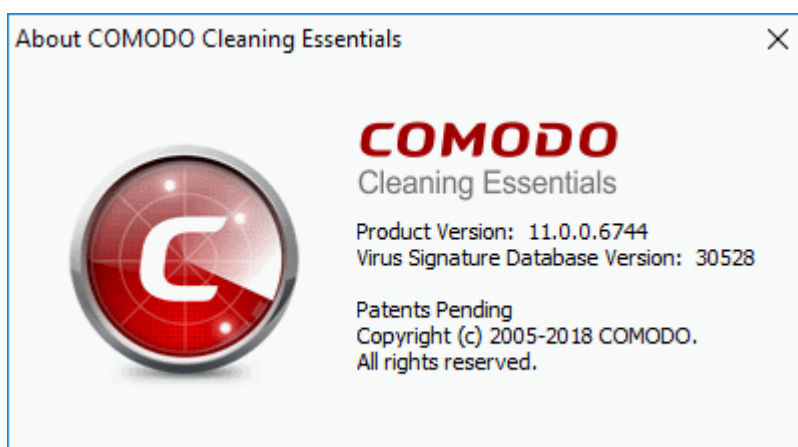 About COMODO Cleaning Essentials
COMODO
Cleaning Essentials
C
Product Version: 11.0.0.6744
Virus Signature Database Version: 30528
Patents Pending
Copyright (c) 2005-2018 COMODO.
All rights reserved.